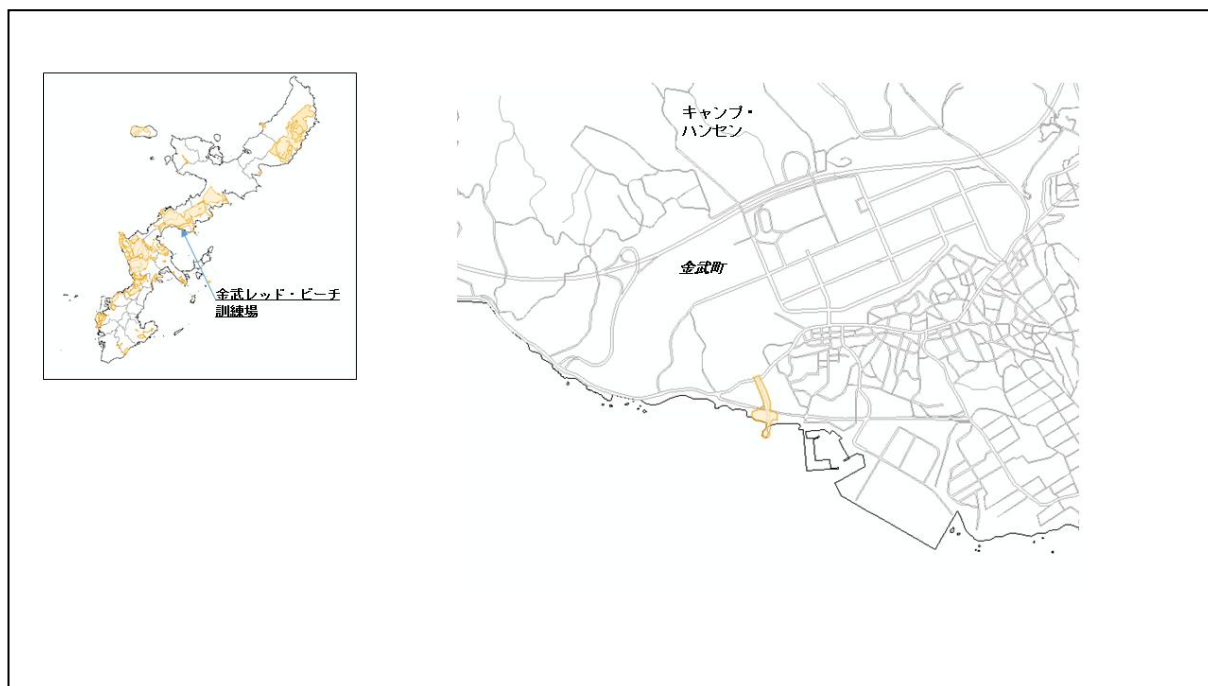 金武レッド・ビーチ
訓練場
キャンプ・
ハンセン
金武町